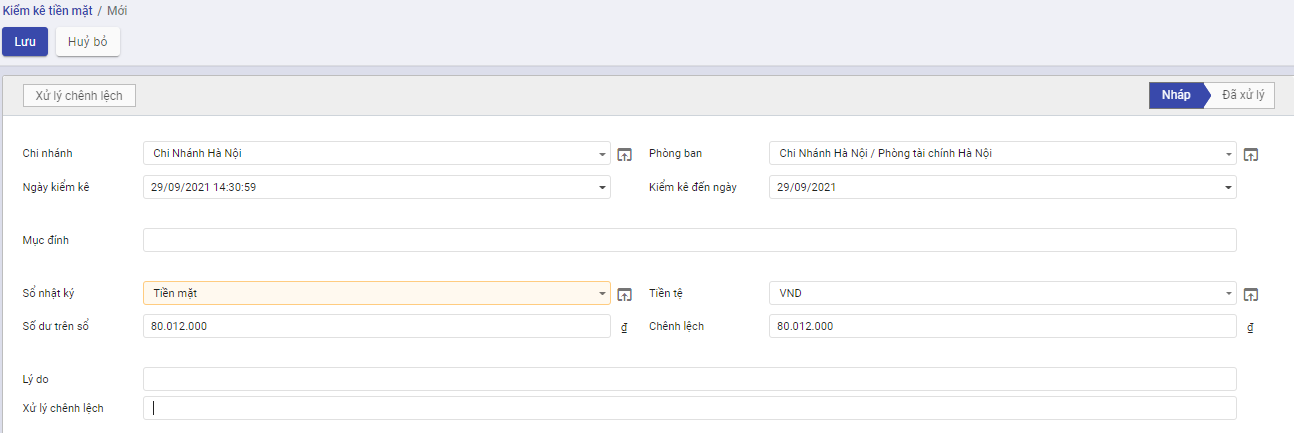 Kiểm kê tiền mặt / Mới
Lưu Huỷ bỏ
Xử lý chênh lệch Nháp Đã xử lý
Chi nhánh Chi Nhánh Hà Nội Phòng ban Chi Nhánh Hà Nội / Phòng tài chính Hà Nội
Ngày kiểm kê 29/09/2021 14:30:59 Kiểm kê đến ngày 29/09/2021
Mục đính
Sổ nhật ký Tiền mặt Tiền tệ VND
Số dư trên sổ 80.012.000 ₫ Chênh lệch 80.012.000 ₫
Lý do
Xử lý chênh lệch